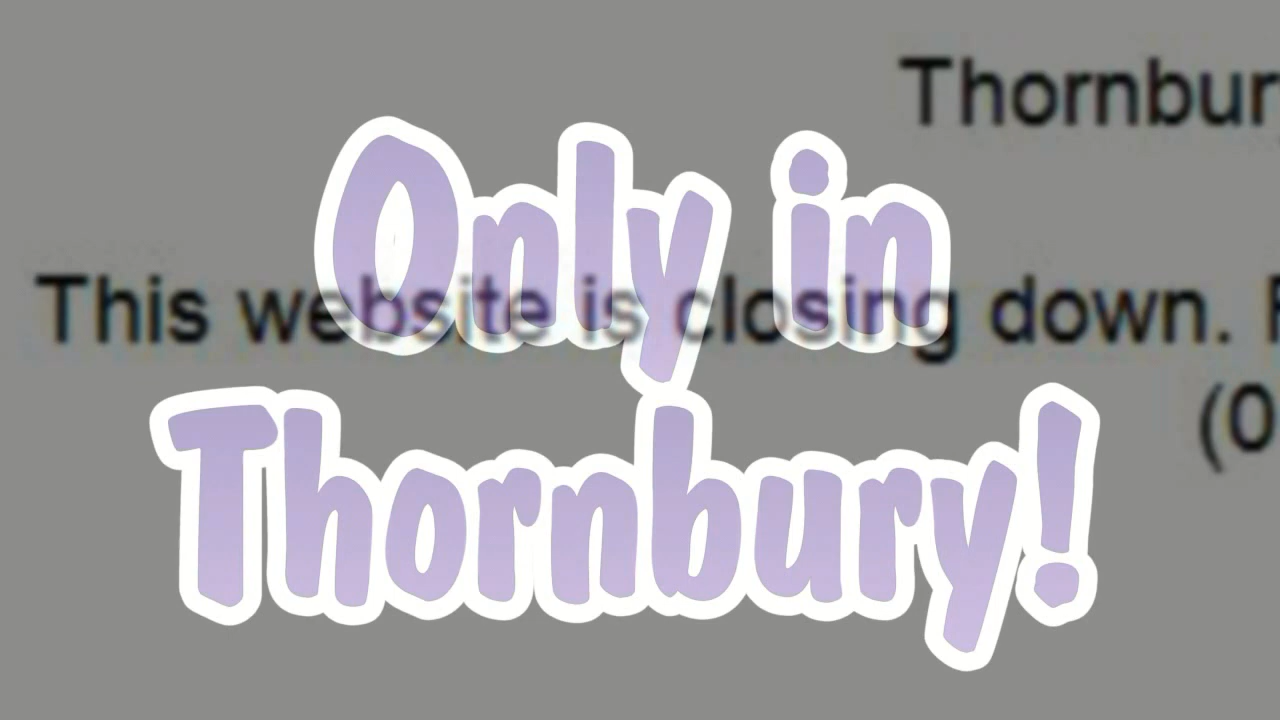 Thornbur
Only in
This website is closing down.
(0
Thornbury!